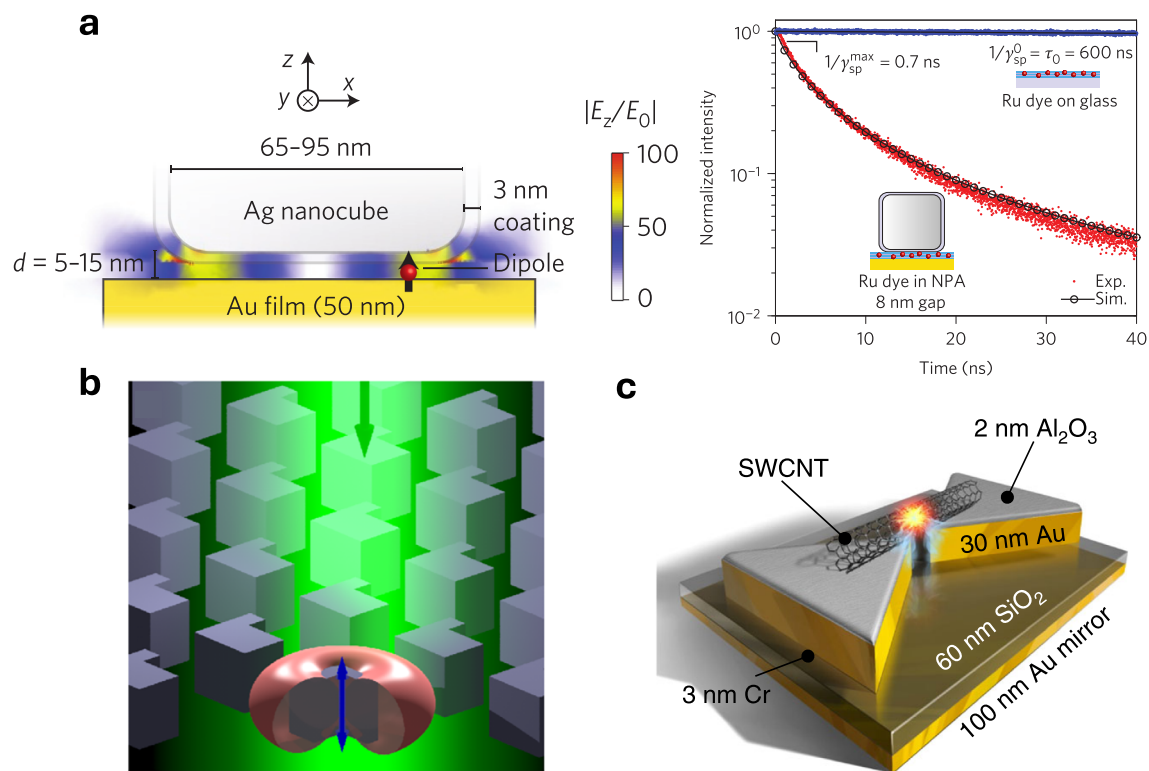 a
z
y
x
65–95 nm
Ag nanocube
3 nm
coating
d = 5–15 nm
Dipole
Au film (50 nm)
|E_z/E_0|
100
50
0
Normalized intensity
10⁰
10⁻¹
10⁻²
1/γ_sp^max = 0.7 ns
1/γ_sp^0 = τ_0 = 600 ns
Ru dye on glass
Ru dye in NPA
8 nm gap
Exp.
Sim.
0
10
20
30
40
Time (ns)
b
c
2 nm Al₂O₃
SWCNT
30 nm Au
60 nm SiO₂
3 nm Cr
100 nm Au mirror